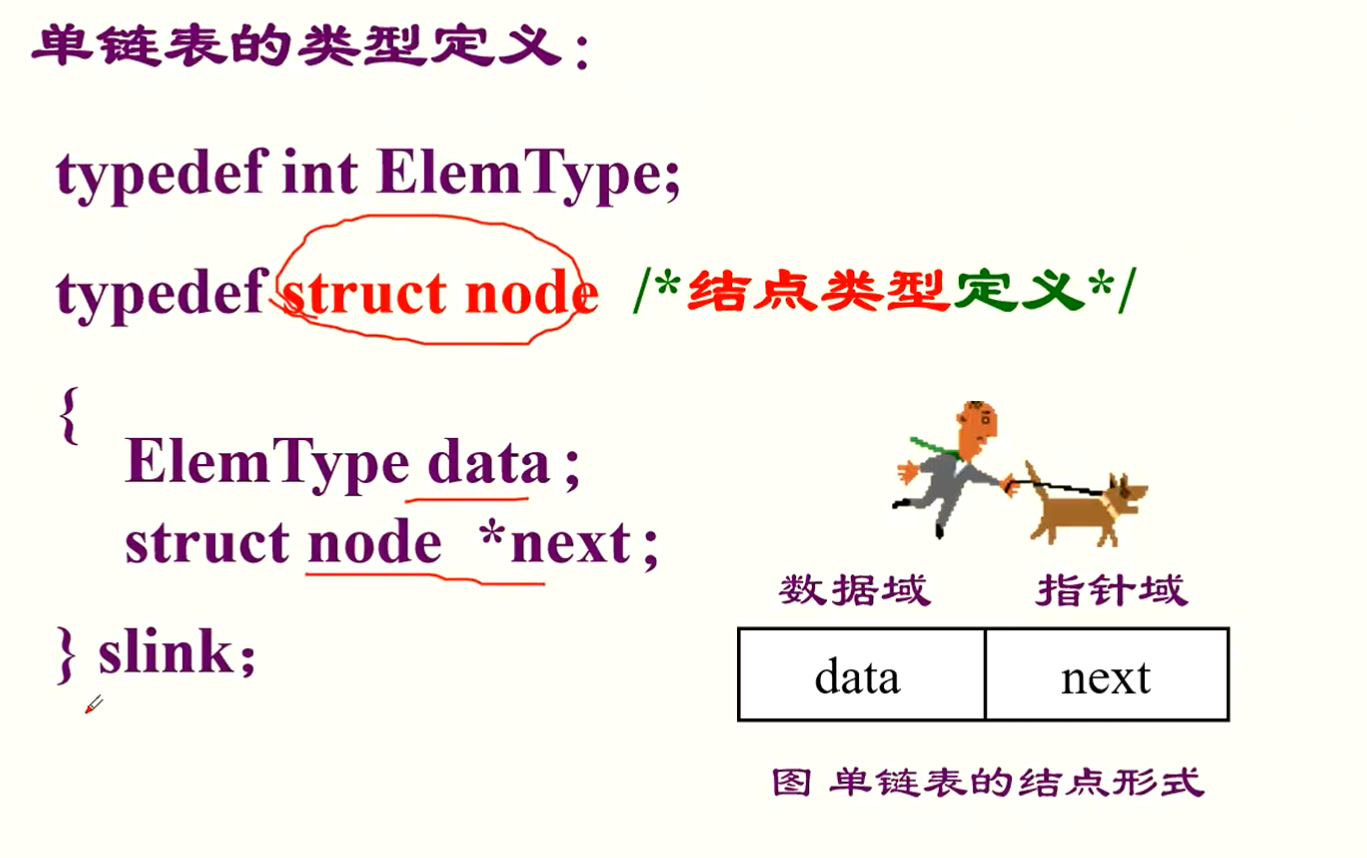 单链表的类型定义：
typedef int ElemType;
typedef struct node /*结点类型定义*/
{
ElemType data；
struct node *next；
} slink；
数据域 指针域
data next
图 单链表的结点形式